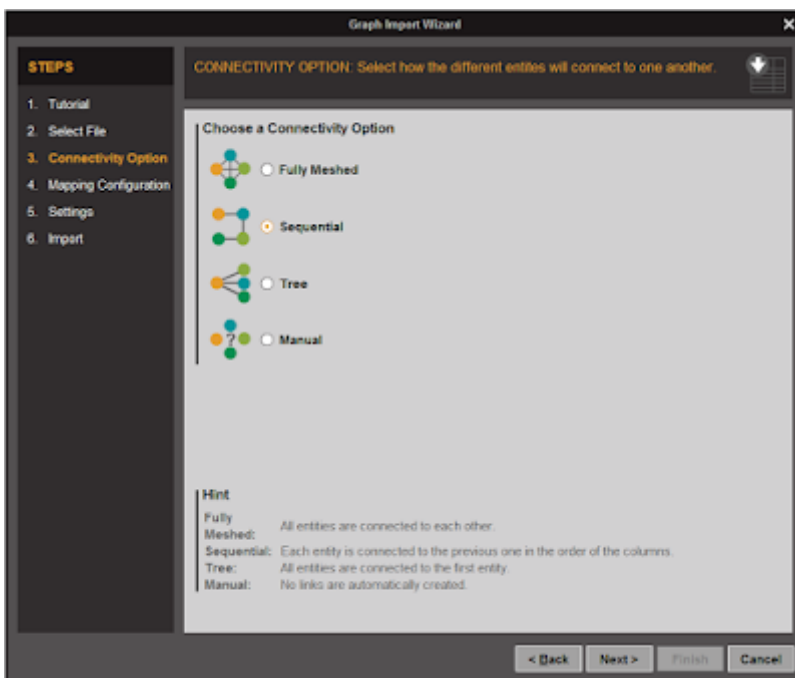 Graph Import Wizard
STEPS
1. Tutorial
2. Select File
3. Connectivity Option
4. Mapping Configuration
5. Settings
6. Import
CONNECTIVITY OPTION: Select how the different entites will connect to one another.
Choose a Connectivity Option
Fully Meshed
Sequential
Tree
?
Manual
Hint
Fully Meshed: All entities are connected to each other.
Sequential: Each entity is connected to the previous one in the order of the columns.
Tree: All entities are connected to the first entity.
Manual: No links are automatically created.
< Back Next > Finish Cancel